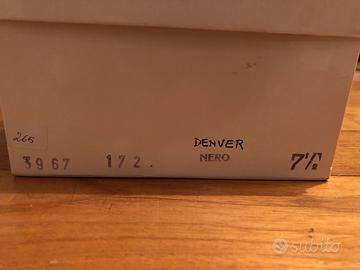 265
DENVER
3967 172. NERO 7½
subito